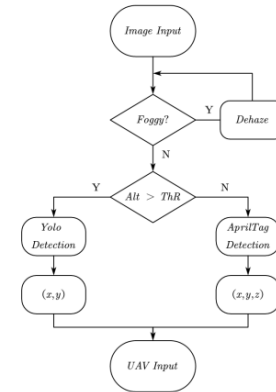 Image Input
Foggy?
Y
Dehaze
N
Y
Alt > ThR
N
Yolo
Detection
AprilTag
Detection
(x,y)
(x,y,z)
UAV Input